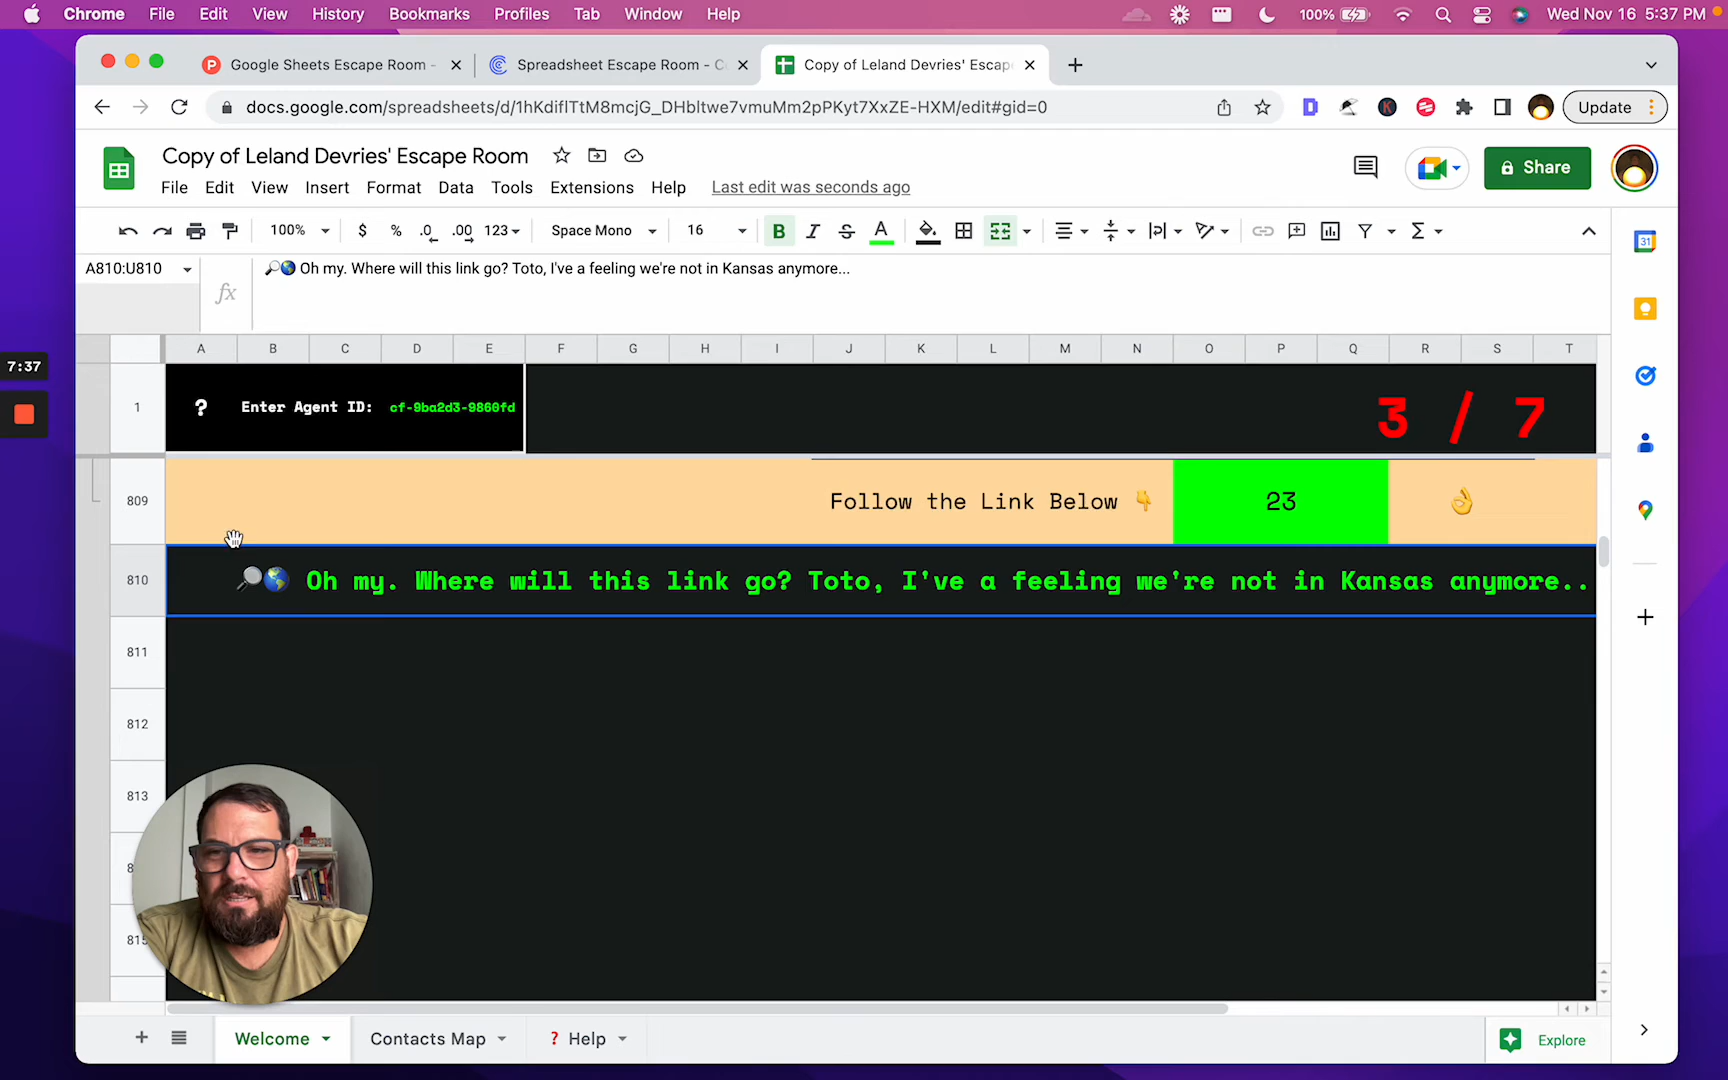 Chrome File Edit View History Bookmarks Profiles Tab Window Help 100% Wed Nov 16 5:37 PM
Google Sheets Escape Room - Spreadsheet Escape Room - C Copy of Leland Devries' Escap
docs.google.com/spreadsheets/d/1hKdifITtM8mcjG_DHbltwe7vmuMm2pPKyt7XxZE-HXM/edit#gid=0 Update
Copy of Leland Devries' Escape Room
File Edit View Insert Format Data Tools Extensions Help Last edit was seconds ago Share
100% $ % .0 .00 123 Space Mono 16 B I S A Σ
A810:U810 fx 🔎🌎 Oh my. Where will this link go? Toto, I've a feeling we're not in Kansas anymore...
A B C D E F G H I J K L M N O P Q R S T
7:37
1 ? Enter Agent ID: cf-9ba2d3-9860fd 3 / 7
809 Follow the Link Below 👇 23 👌
810 🔎🌎 Oh my. Where will this link go? Toto, I've a feeling we're not in Kansas anymore..
811
812
813
8
815
+ Welcome Contacts Map ? Help Explore